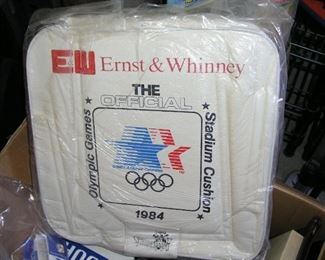 EW Ernst & Whinney
THE
OFFICIAL
Olympic Games
Stadium Cushion
1984